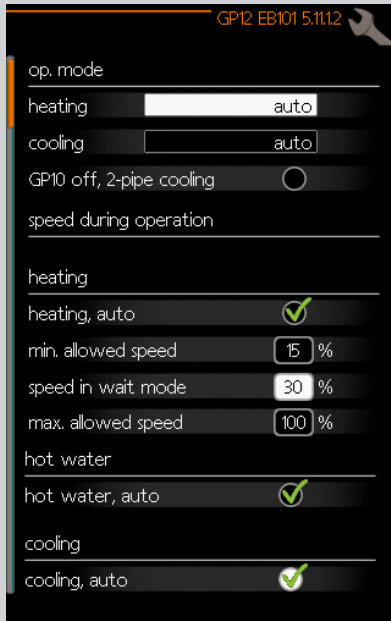 GP12 EB101 5.11.1.2
op. mode
heating auto
cooling auto
GP10 off, 2-pipe cooling
speed during operation
heating
heating, auto
min. allowed speed 15 %
speed in wait mode 30 %
max. allowed speed 100 %
hot water
hot water, auto
cooling
cooling, auto